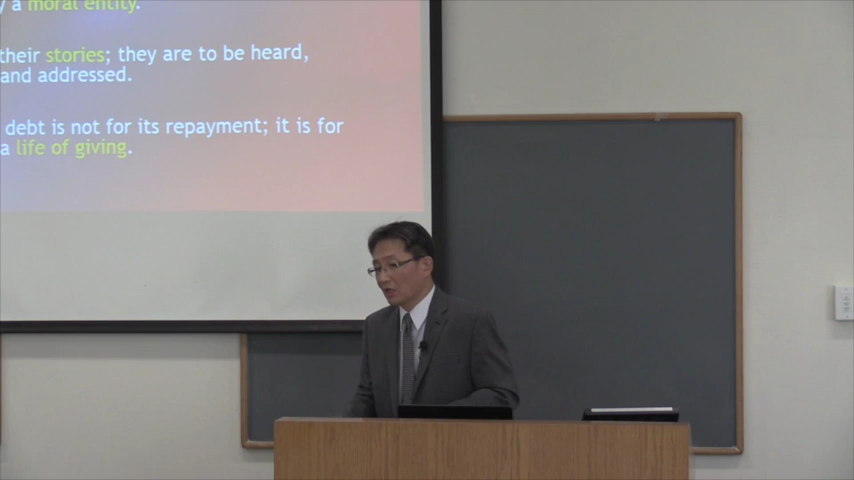 a moral entity.
their stories; they are to be heard,
and addressed.
debt is not for its repayment; it is for
a life of giving.